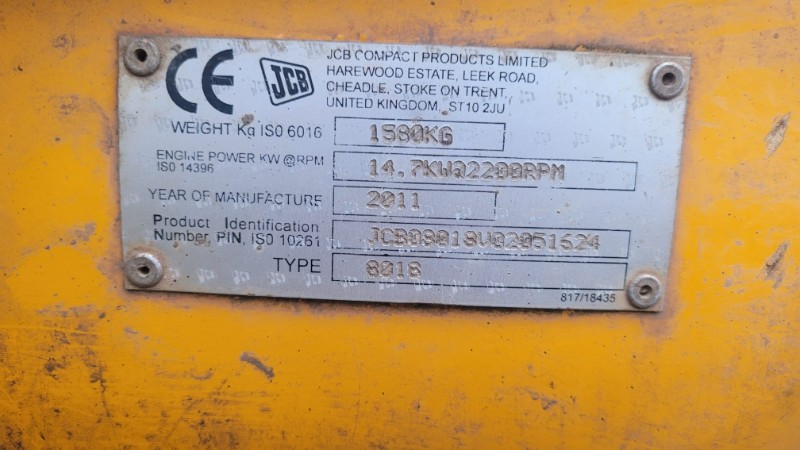 CE JCB
JCB COMPACT PRODUCTS LIMITED
HAREWOOD ESTATE, LEEK ROAD,
CHEADLE, STOKE ON TRENT,
UNITED KINGDOM, ST10 2JU
WEIGHT Kg IS0 6016 1580KG
ENGINE POWER KW @RPM 14.7KW@2200RPM
ISO 14396
YEAR OF MANUFACTURE 2011
Product Identification
Number, PIN, ISO 10261 JCB08018V02051624
TYPE 8018
817/18435